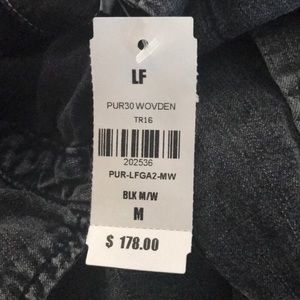 LF
PUR30 WOVDEN
TR16
202536
PUR-LFGA2-MW
BLK M/W
M
$ 178.00